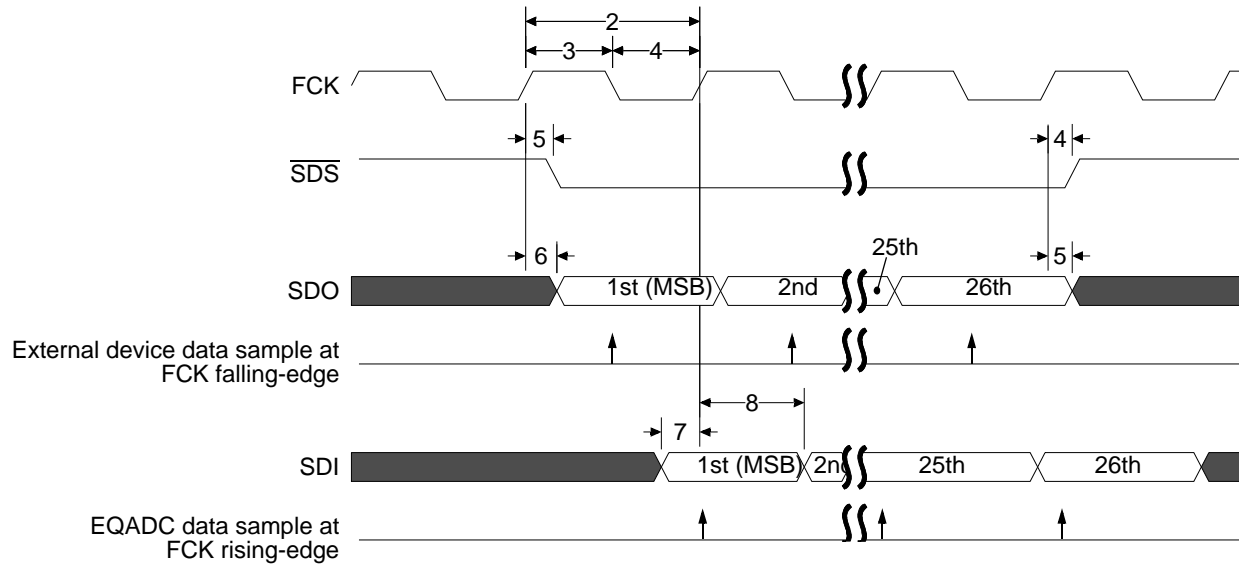 2
3 4
FCK
5 4
SDS
25th
6 5
SDO 1st (MSB) 2nd 26th
External device data sample at
FCK falling-edge
8
7
SDI 1st (MSB) 2nd 25th 26th
EQADC data sample at
FCK rising-edge